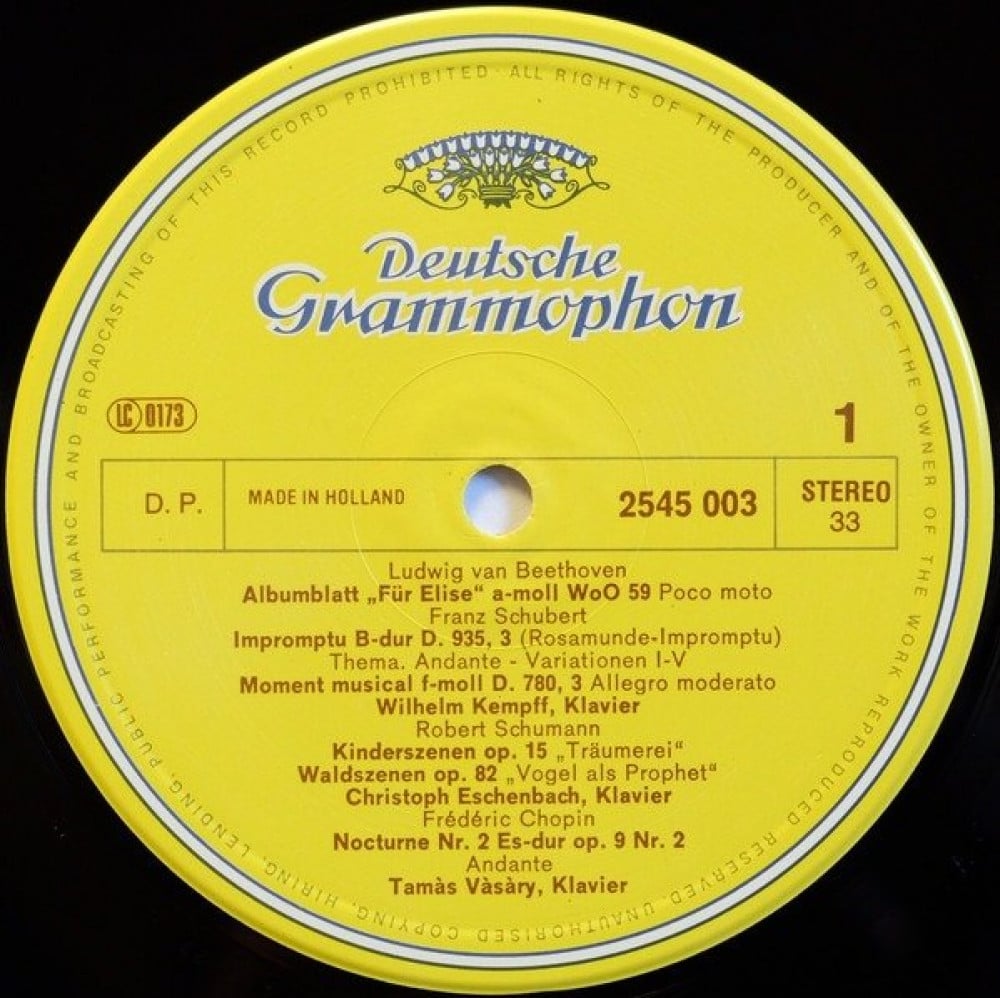 ALL RIGHTS OF THE PRODUCER AND OF THE OWNER OF THE WORK REPRODUCED RESERVED. UNAUTHORISED COPYING, HIRING, LENDING, PUBLIC PERFORMANCE AND BROADCASTING OF THIS RECORD PROHIBITED ·
Deutsche
Grammophon
LC 0173
1
D. P.
MADE IN HOLLAND
2545 003
STEREO
33
Ludwig van Beethoven
Albumblatt „Für Elise“ a-moll WoO 59 Poco moto
Franz Schubert
Impromptu B-dur D. 935, 3 (Rosamunde-Impromptu)
Thema. Andante - Variationen I-V
Moment musical f-moll D. 780, 3 Allegro moderato
Wilhelm Kempff, Klavier
Robert Schumann
Kinderszenen op. 15 „Träumerei“
Waldszenen op. 82 „Vogel als Prophet“
Christoph Eschenbach, Klavier
Frédéric Chopin
Nocturne Nr. 2 Es-dur op. 9 Nr. 2
Andante
Tamàs Vàsàry, Klavier